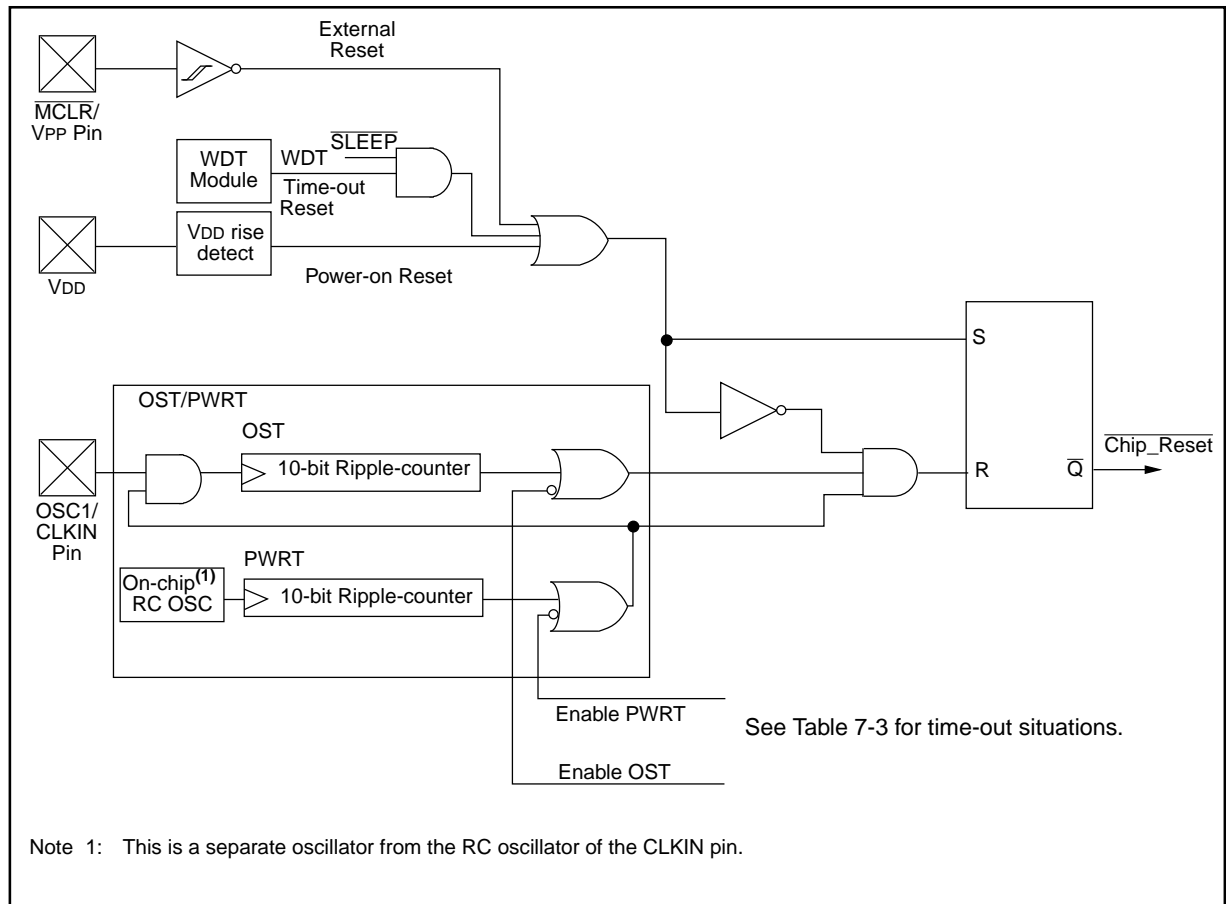 External
Reset
M̅C̅L̅R̅/
VPP Pin
S̅L̅E̅E̅P̅
WDT
Module
WDT
Time-out
Reset
VDD rise
detect
VDD
Power-on Reset
S
OST/PWRT
OST
10-bit Ripple-counter
C̅h̅i̅p̅_̅R̅e̅s̅e̅t̅
R
Q̅
OSC1/
CLKIN
Pin
PWRT
On-chip(1)
RC OSC
10-bit Ripple-counter
Enable PWRT
See Table 7-3 for time-out situations.
Enable OST
Note 1: This is a separate oscillator from the RC oscillator of the CLKIN pin.